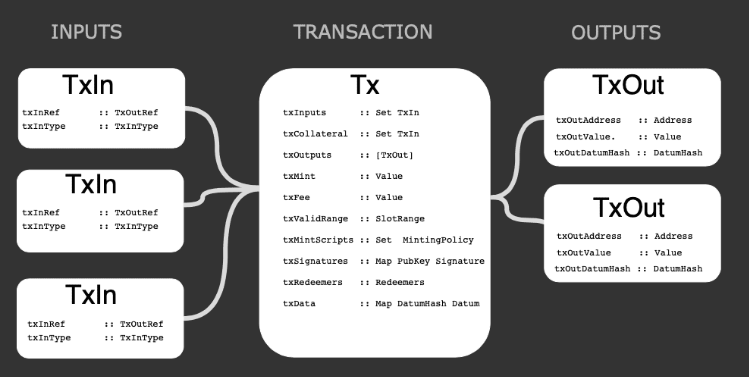 INPUTS
TRANSACTION
OUTPUTS
TxIn
txInRef :: TxOutRef
txInType :: TxInType
TxIn
txInRef :: TxOutRef
txInType :: TxInType
TxIn
txInRef :: TxOutRef
txInType :: TxInType
Tx
txInputs :: Set TxIn
txCollateral :: Set TxIn
txOutputs :: [TxOut]
txMint :: Value
txFee :: Value
txValidRange :: SlotRange
txMintScripts :: Set MintingPolicy
txSignatures :: Map PubKey Signature
txRedeemers :: Redeemers
txData :: Map DatumHash Datum
TxOut
txOutAddress :: Address
txOutValue. :: Value
txOutDatumHash :: DatumHash
TxOut
txOutAddress :: Address
txOutValue :: Value
txOutDatumHash :: DatumHash